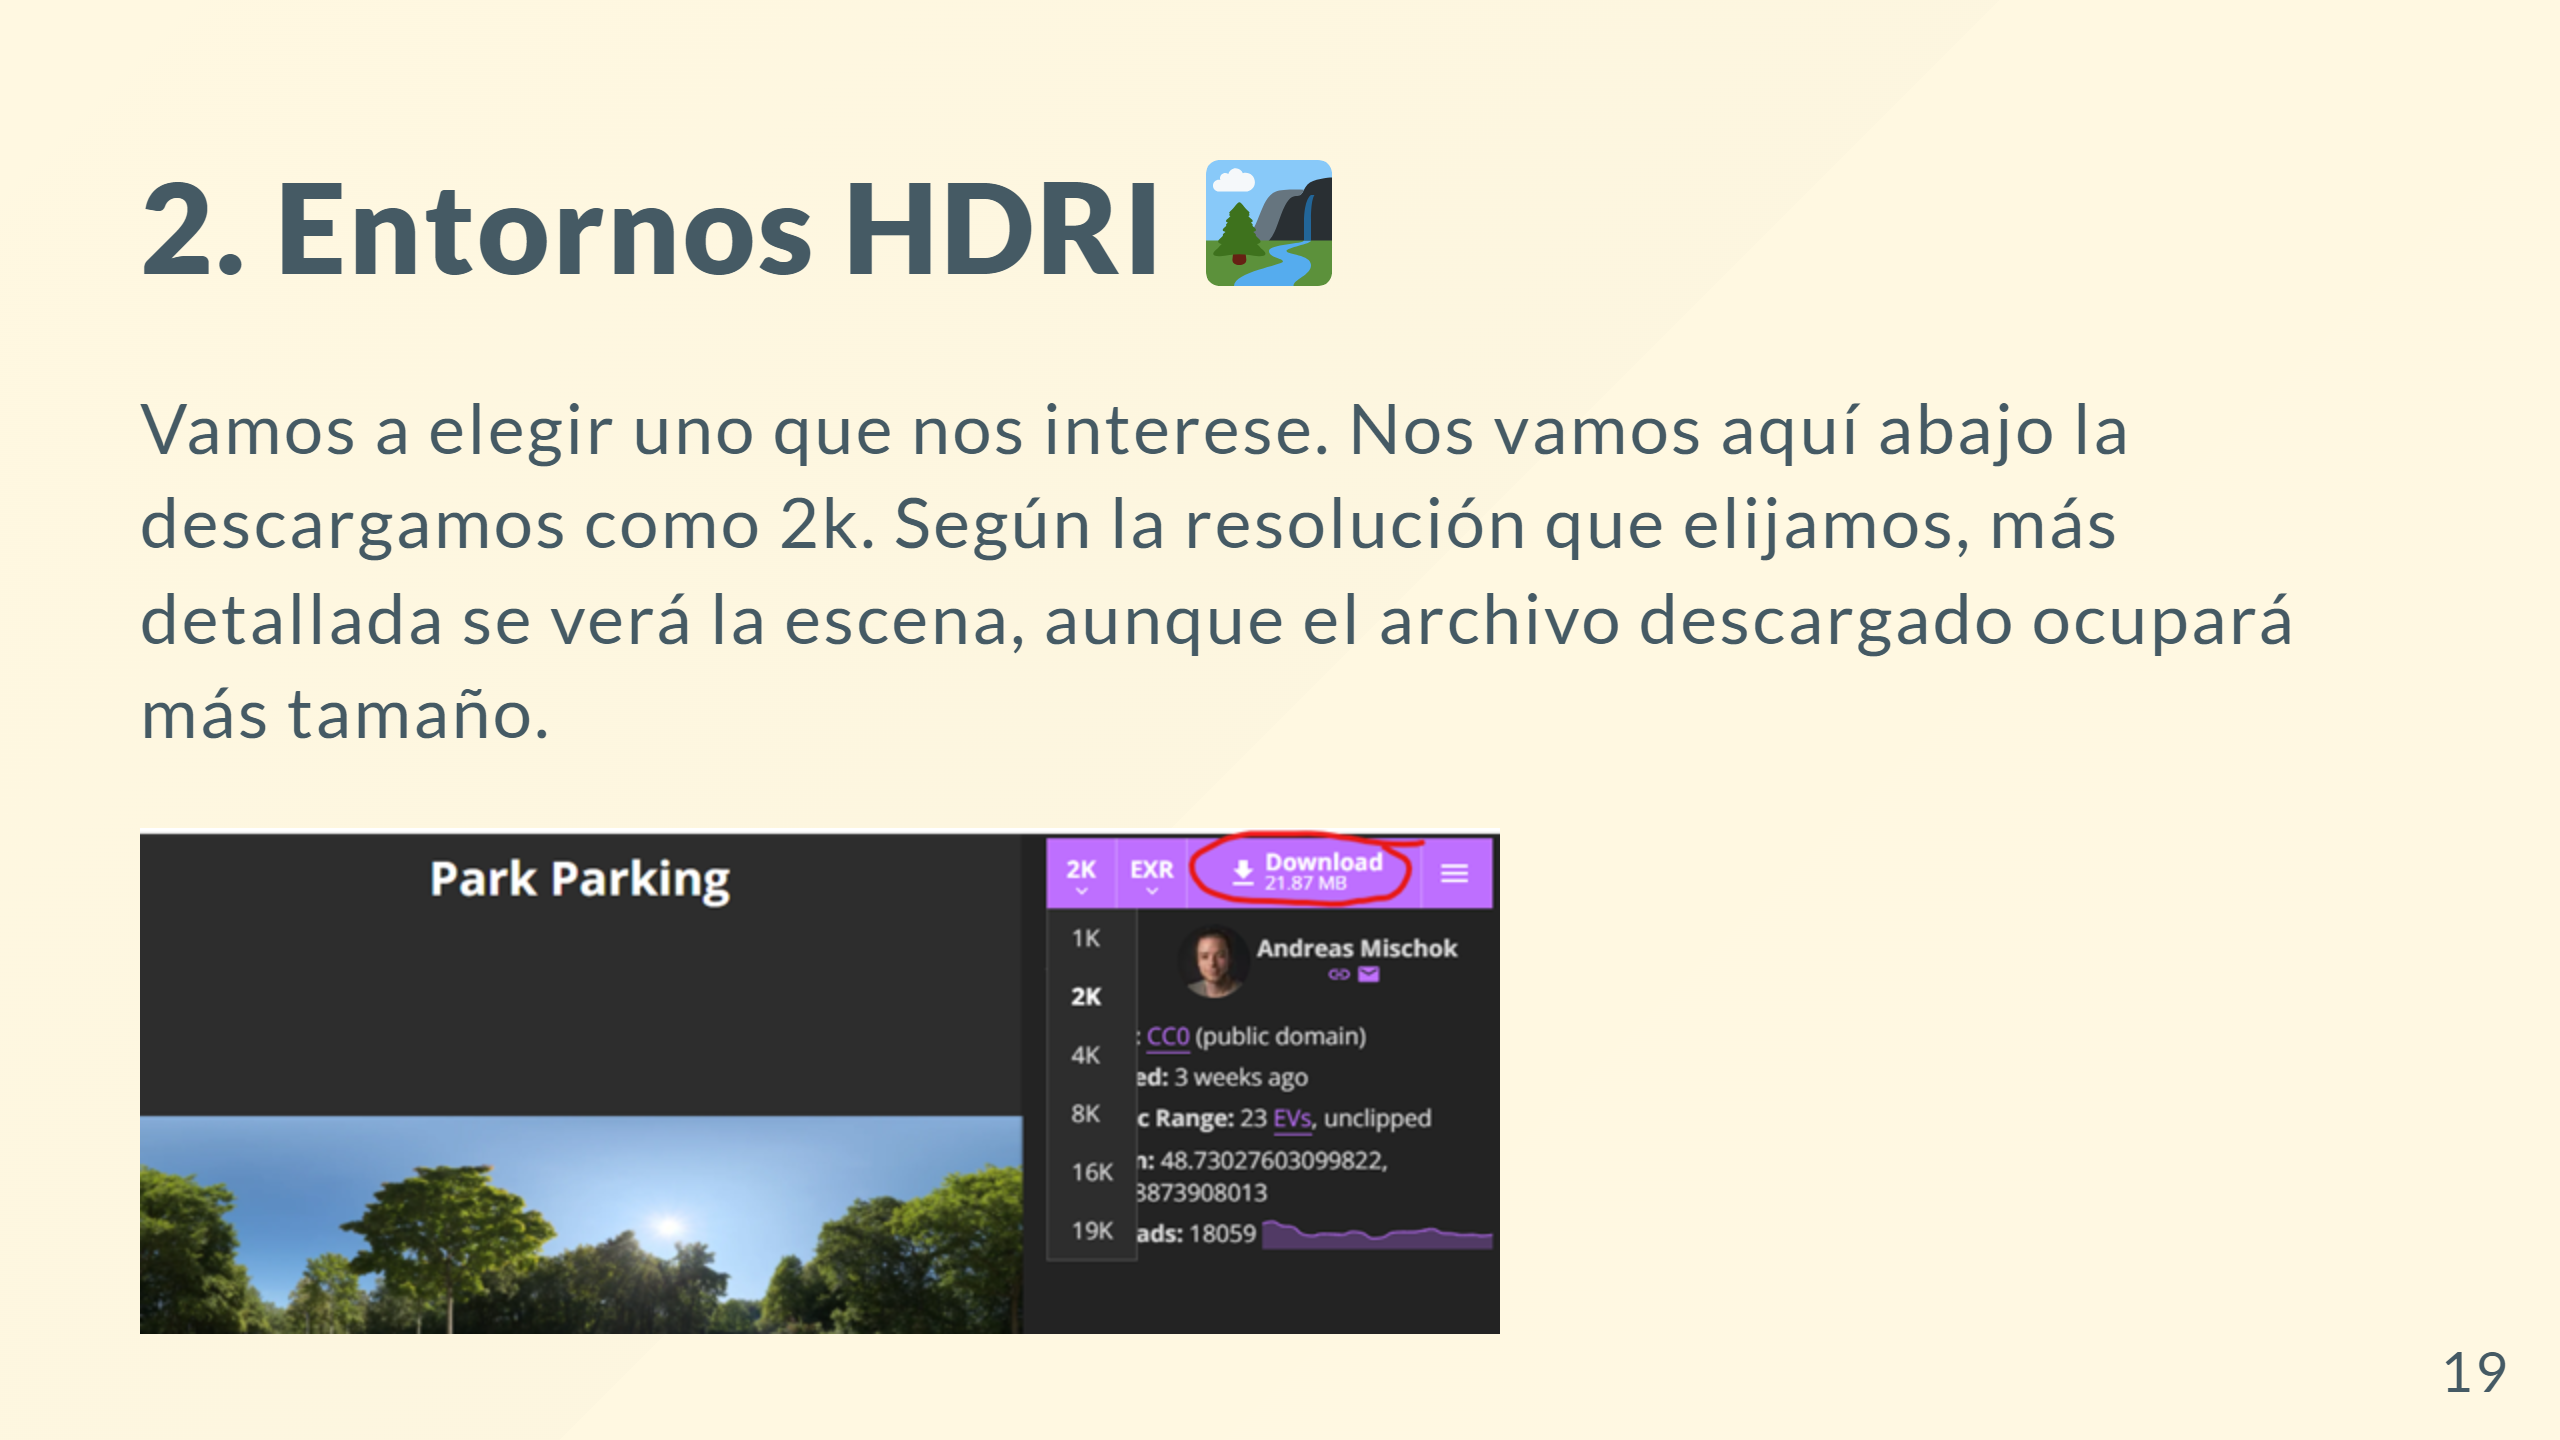 2. Entornos HDRI
Vamos a elegir uno que nos interese. Nos vamos aquí abajo la
descargamos como 2k. Según la resolución que elijamos, más
detallada se verá la escena, aunque el archivo descargado ocupará
más tamaño.
Park Parking
2K EXR Download
21.87 MB
1K
2K
4K
8K
16K
19K
Andreas Mischok
: CC0 (public domain)
ed: 3 weeks ago
c Range: 23 EVs, unclipped
n: 48.73027603099822,
3873908013
ads: 18059
19